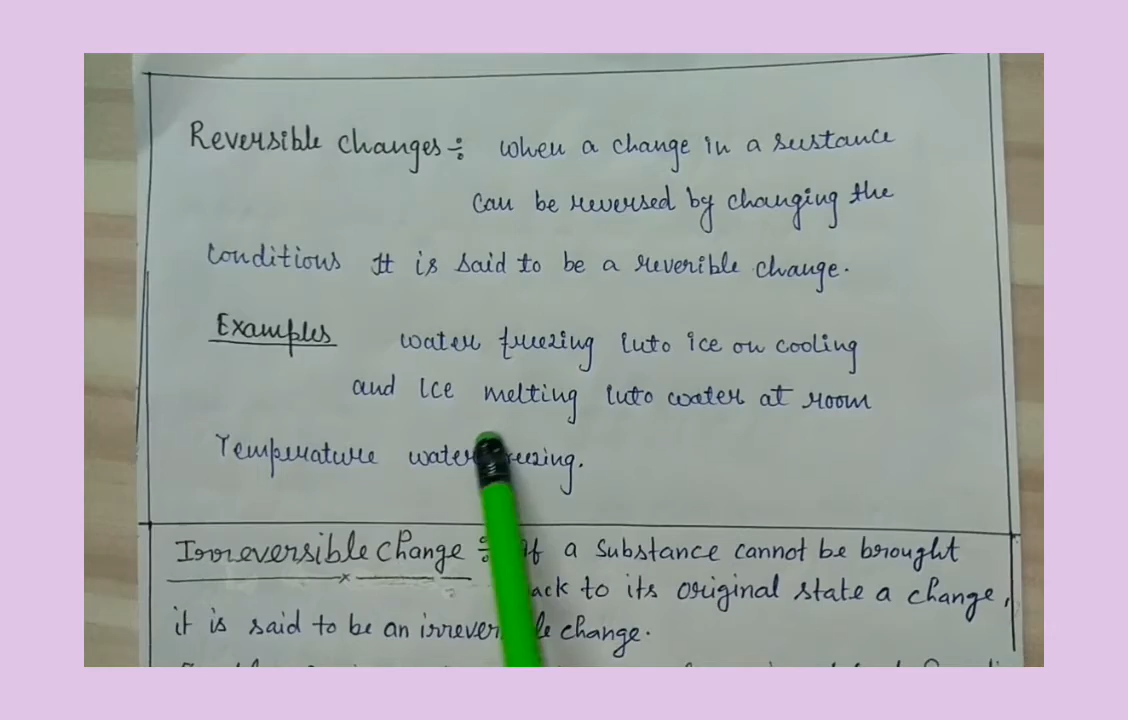 Reversible changes ÷ when a change in a sustance
can be reversed by changing the
conditions It is said to be a reverible change.
Examples water freezing into ice on cooling
and Ice melting into water at room
Temperature water
Irreversible change ÷ If a substance cannot be brought
to its original state a change,
it is said to be an change.